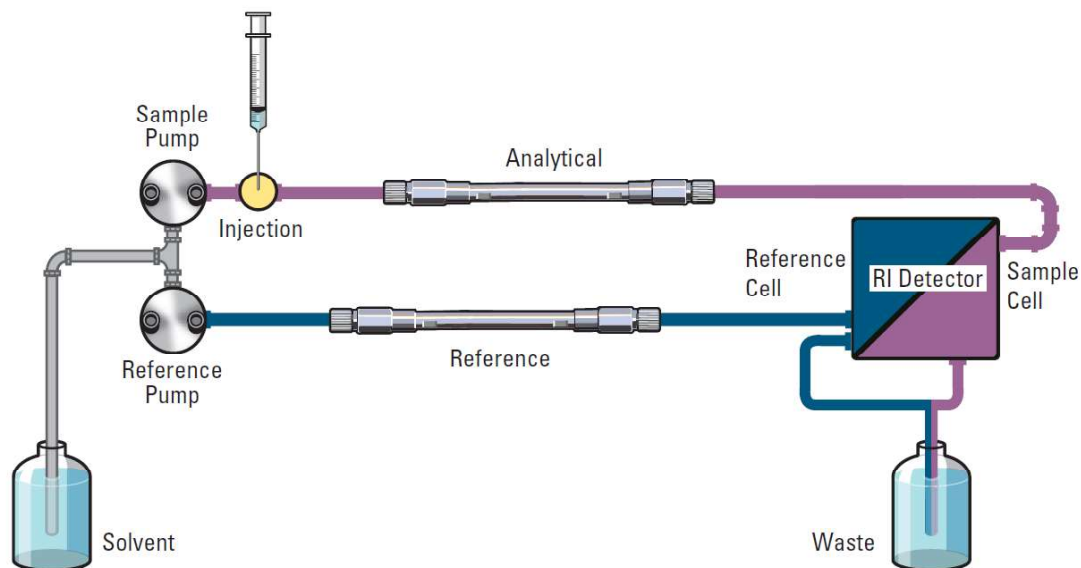 Sample
Pump
Injection
Analytical
Reference
Cell
RI Detector
Sample
Cell
Reference
Pump
Reference
Solvent
Waste